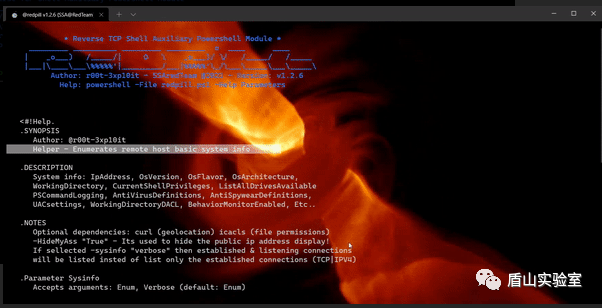 @redpill v1.2.6 (SSA@RedTeam
* Reverse TCP Shell Auxiliary Powershell Module *
Author: r00t-3xp10it
v1.2.6
Help: powershell -File redpill.ps1 -Help Parameters
<#!Help.
.SYNOPSIS
Author: @r00t-3xp10it
Helper - Enumerates remote host basic system info
.DESCRIPTION
System info: IpAddress, OsVersion, OsFlavor, OsArchitecture,
WorkingDirectory, CurrentShellPrivileges, ListAllDrivesAvailable
PSCommandLogging, AntiVirusDefinitions, AntiSpywearDefinitions,
UACsettings, WorkingDirectoryDACL, BehaviorMonitorEnabled, Etc..
.NOTES
Optional dependencies: curl (geolocation) icacls (file permissions)
-HideMyAss "True" - Its used to hide the public ip address display!
If sellected -sysinfo "verbose" then established & listening connections
will be listed insted of list only the established connections (TCP|IPV4)
.Parameter Sysinfo
Accepts arguments: Enum, Verbose (default: Enum)
盾山实验室